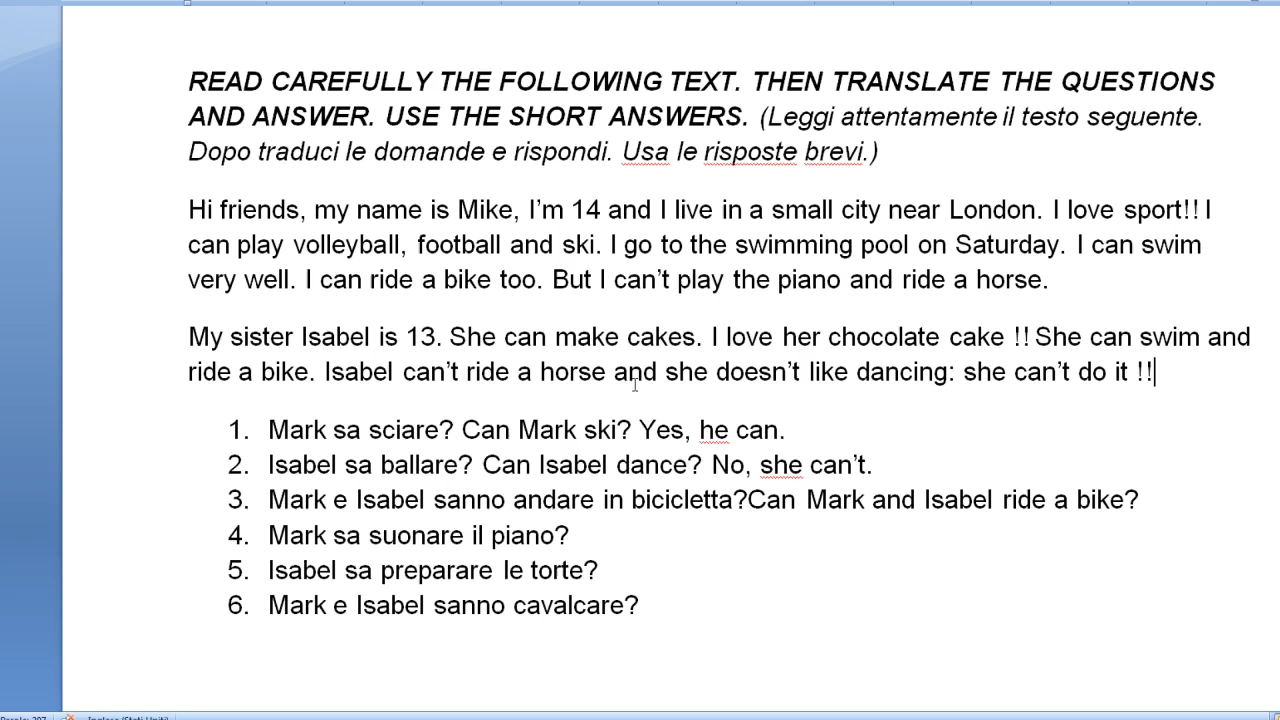 READ CAREFULLY THE FOLLOWING TEXT. THEN TRANSLATE THE QUESTIONS
AND ANSWER. USE THE SHORT ANSWERS. (Leggi attentamente il testo seguente.
Dopo traduci le domande e rispondi. Usa le risposte brevi.)
Hi friends, my name is Mike, I’m 14 and I live in a small city near London. I love sport!! I
can play volleyball, football and ski. I go to the swimming pool on Saturday. I can swim
very well. I can ride a bike too. But I can’t play the piano and ride a horse.
My sister Isabel is 13. She can make cakes. I love her chocolate cake !! She can swim and
ride a bike. Isabel can’t ride a horse and she doesn’t like dancing: she can’t do it !!
1. Mark sa sciare? Can Mark ski? Yes, he can.
2. Isabel sa ballare? Can Isabel dance? No, she can’t.
3. Mark e Isabel sanno andare in bicicletta?Can Mark and Isabel ride a bike?
4. Mark sa suonare il piano?
5. Isabel sa preparare le torte?
6. Mark e Isabel sanno cavalcare?